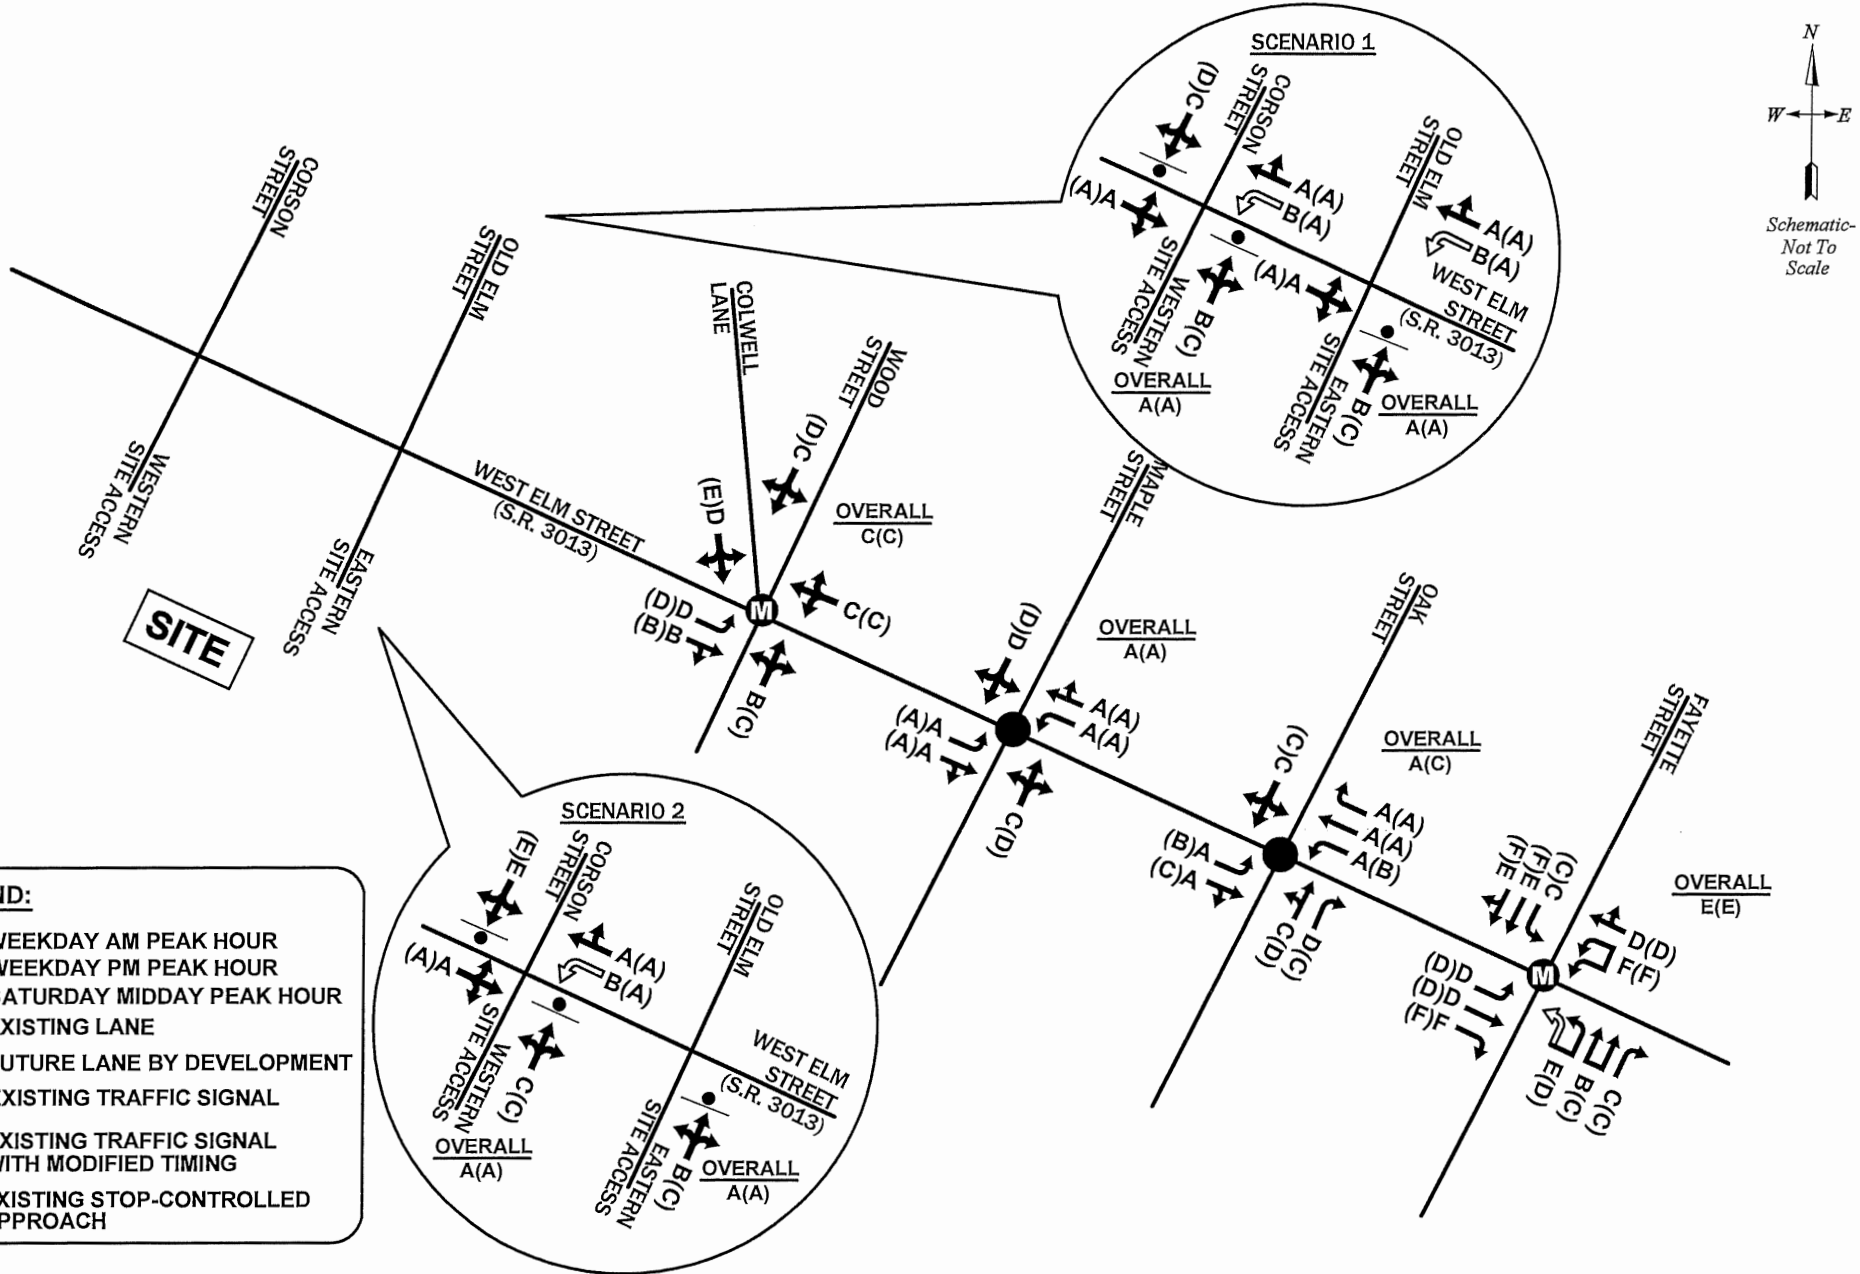 SCENARIO 1
(D)C
CORSON
STREET
A(A)
B(A)
(A)A
WESTERN
SITE ACCESS
B(C)
OVERALL
A(A)
OLD ELM
STREET
A(A)
B(A)
(A)A
WEST ELM
STREET
(S.R. 3013)
EASTERN
SITE ACCESS
B(C)
OVERALL
A(A)
N
W
E
Schematic-
Not To
Scale
CORSON
STREET
WESTERN
SITE ACCESS
OLD ELM
STREET
EASTERN
SITE ACCESS
SITE
WEST ELM STREET
(S.R. 3013)
COLWELL
LANE
WOOD
STREET
(D)C
(E)D
OVERALL
C(C)
(D)D
(B)B
M
C(C)
B(C)
MAPLE
STREET
(D)D
OVERALL
A(A)
(A)A
(A)A
A(A)
A(A)
C(D)
OAK
STREET
(C)C
OVERALL
A(C)
(B)A
(C)A
A(A)
A(A)
A(B)
C(D)
D(C)
FAYETTE
STREET
(F)E
(F)E
(C)C
OVERALL
E(E)
D(D)
F(F)
(D)D
(D)D
(F)F
M
E(D)
B(C)
C(C)
SCENARIO 2
(E)E
CORSON
STREET
A(A)
B(A)
(A)A
WESTERN
SITE ACCESS
C(C)
OVERALL
A(A)
OLD ELM
STREET
WEST ELM
STREET
(S.R. 3013)
EASTERN
SITE ACCESS
B(C)
OVERALL
A(A)
ND:
WEEKDAY AM PEAK HOUR
WEEKDAY PM PEAK HOUR
SATURDAY MIDDAY PEAK HOUR
EXISTING LANE
FUTURE LANE BY DEVELOPMENT
EXISTING TRAFFIC SIGNAL
EXISTING TRAFFIC SIGNAL
WITH MODIFIED TIMING
EXISTING STOP-CONTROLLED
APPROACH